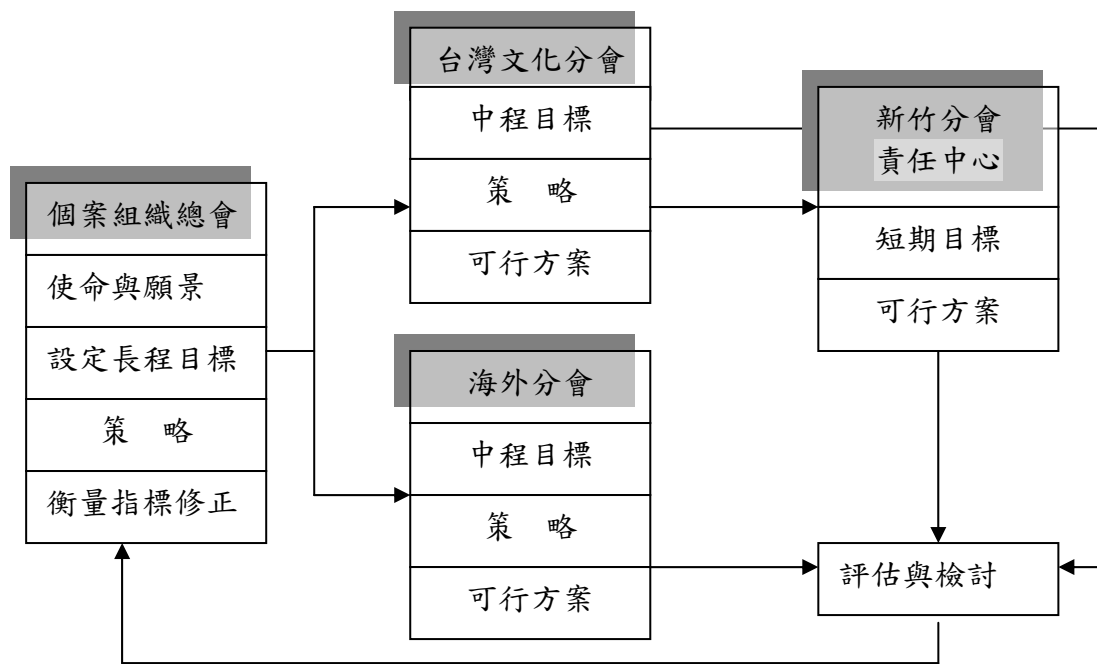 台灣文化分會
中程目標
策 略
可行方案
新竹分會
責任中心
短期目標
可行方案
個案組織總會
使命與願景
設定長程目標
策 略
衡量指標修正
海外分會
中程目標
策 略
可行方案
評估與檢討